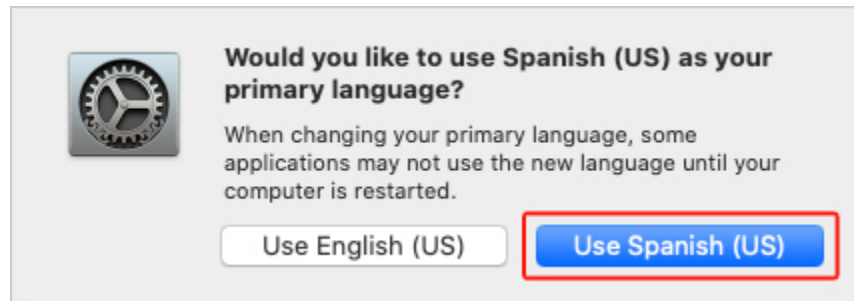 Would you like to use Spanish (US) as your
primary language?
When changing your primary language, some
applications may not use the new language until your
computer is restarted.
Use English (US)
Use Spanish (US)